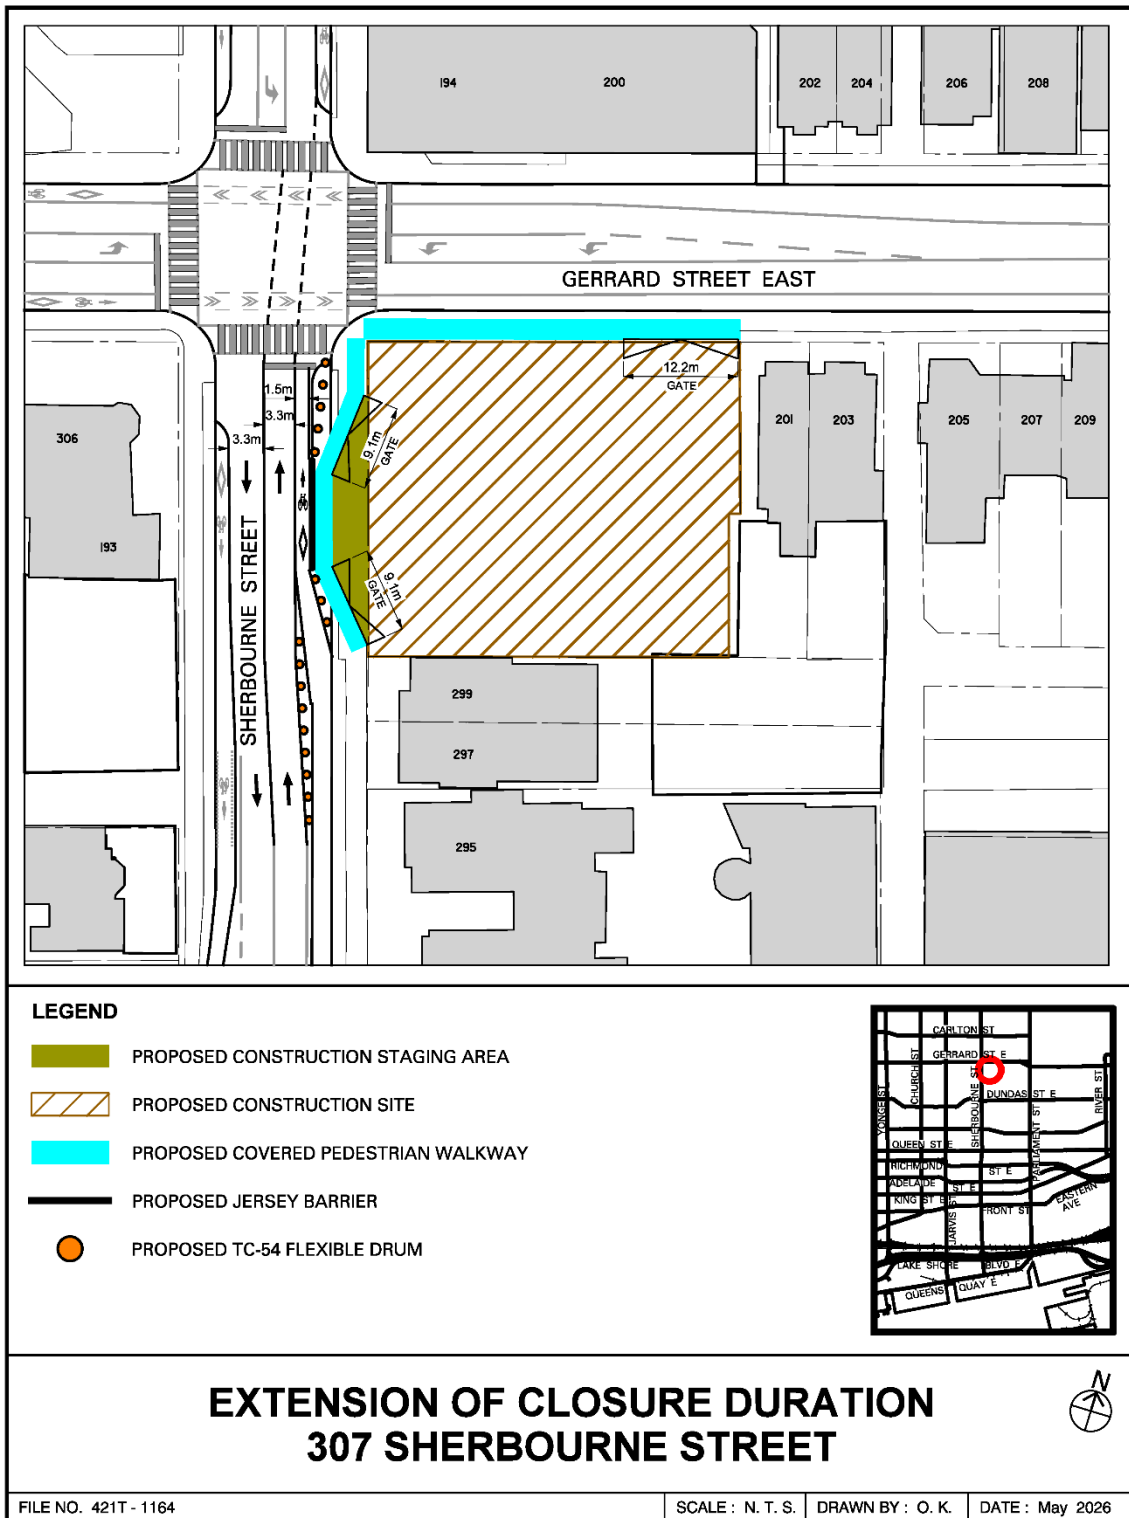 194
200
202
204
206
208
GERRARD STREET EAST
12.2m
GATE
1.5m
3.3m
3.3m
9.1m
GATE
9.1m
GATE
306
193
201
203
205
207
209
SHERBOURNE STREET
299
297
295
LEGEND
PROPOSED CONSTRUCTION STAGING AREA
PROPOSED CONSTRUCTION SITE
PROPOSED COVERED PEDESTRIAN WALKWAY
PROPOSED JERSEY BARRIER
PROPOSED TC-54 FLEXIBLE DRUM
CARLTON ST
GERRARD ST E
CHURCH ST
SHERBOURNE ST
DUNDAS ST E
YONGE ST
PARLIAMENT ST
RIVER ST
QUEEN ST E
RICHMOND ST E
ADELAIDE ST E
KING ST E
FRONT ST
EASTERN AVE
JARVIS ST
LAKE SHORE BLVD E
QUEENS QUAY E
EXTENSION OF CLOSURE DURATION
307 SHERBOURNE STREET
N
FILE NO. 421T - 1164
SCALE : N. T. S.
DRAWN BY : O. K.
DATE : May 2026